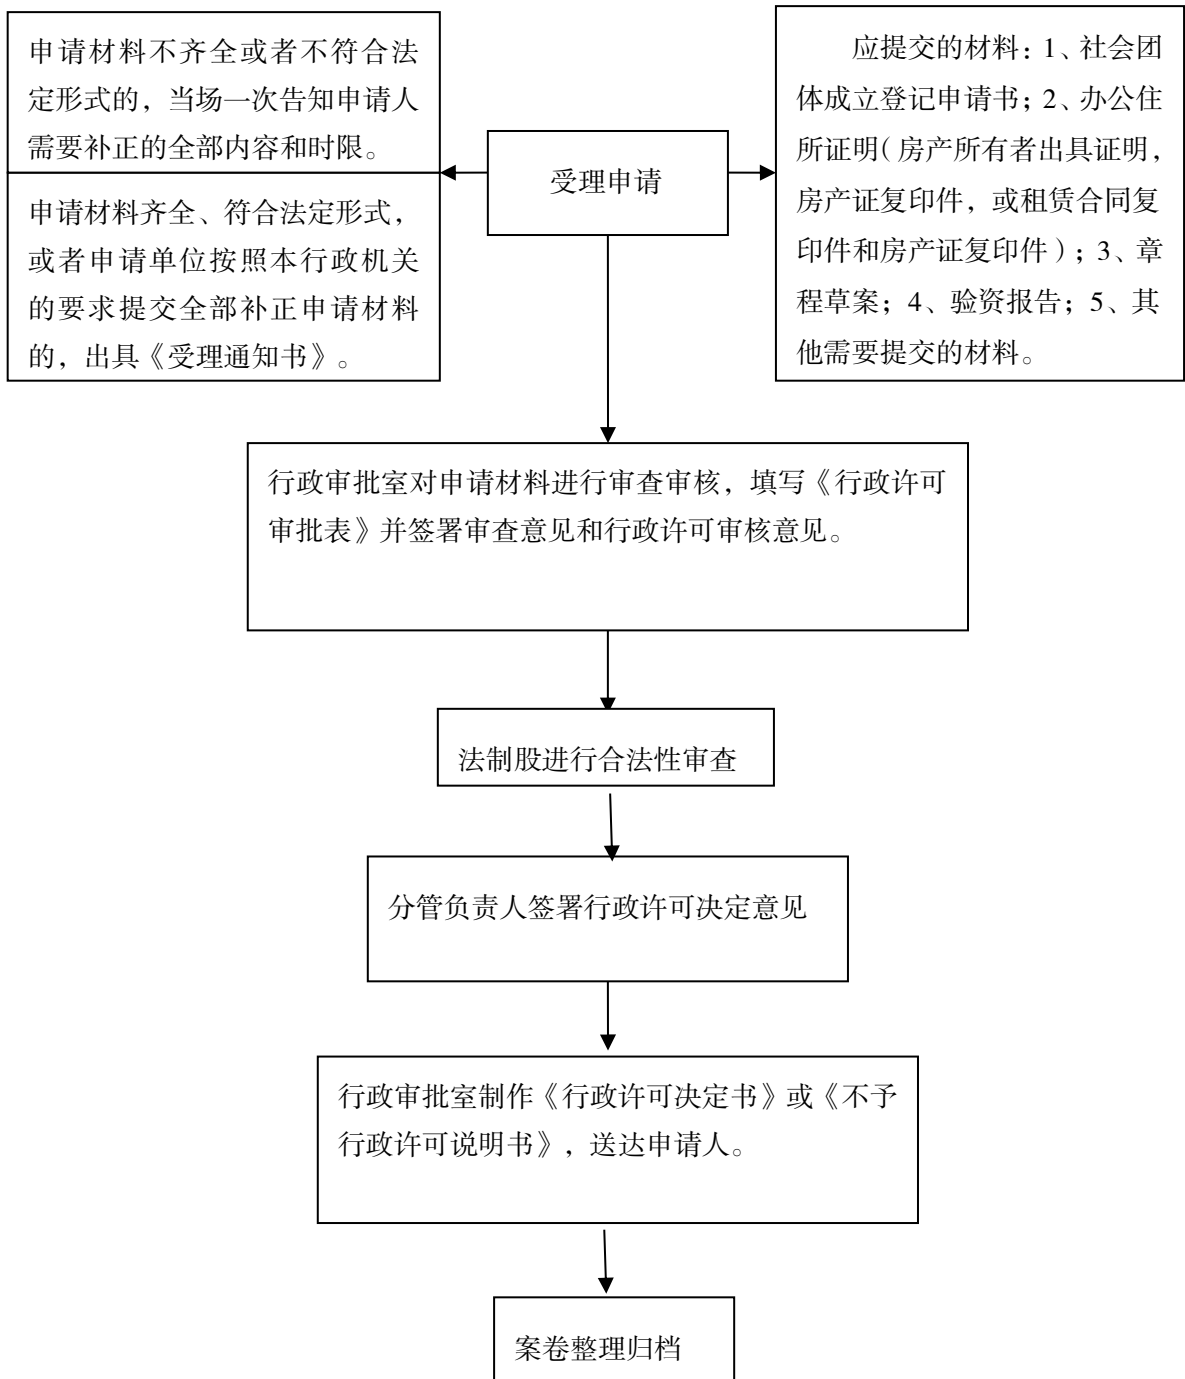 申请材料不齐全或者不符合法
定形式的，当场一次告知申请人
需要补正的全部内容和时限。
申请材料齐全、符合法定形式，
或者申请单位按照本行政机关
的要求提交全部补正申请材料
的，出具《受理通知书》。
受理申请
应提交的材料：1、社会团
体成立登记申请书；2、办公住
所证明（房产所有者出具证明，
房产证复印件，或租赁合同复
印件和房产证复印件）；3、章
程草案；4、验资报告；5、其
他需要提交的材料。
行政审批室对申请材料进行审查审核，填写《行政许可
审批表》并签署审查意见和行政许可审核意见。
法制股进行合法性审查
分管负责人签署行政许可决定意见
行政审批室制作《行政许可决定书》或《不予
行政许可说明书》，送达申请人。
案卷整理归档